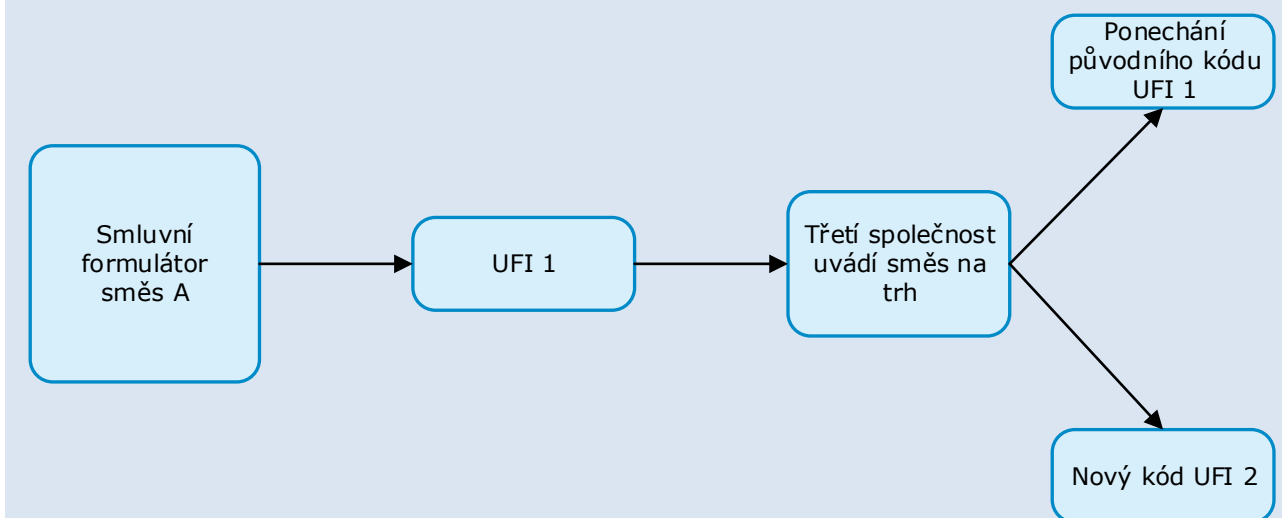 Smluvní
formulátor
směs A
UFI 1
Třetí společnost
uvádí směs na
trh
Ponechání
původního kódu
UFI 1
Nový kód UFI 2